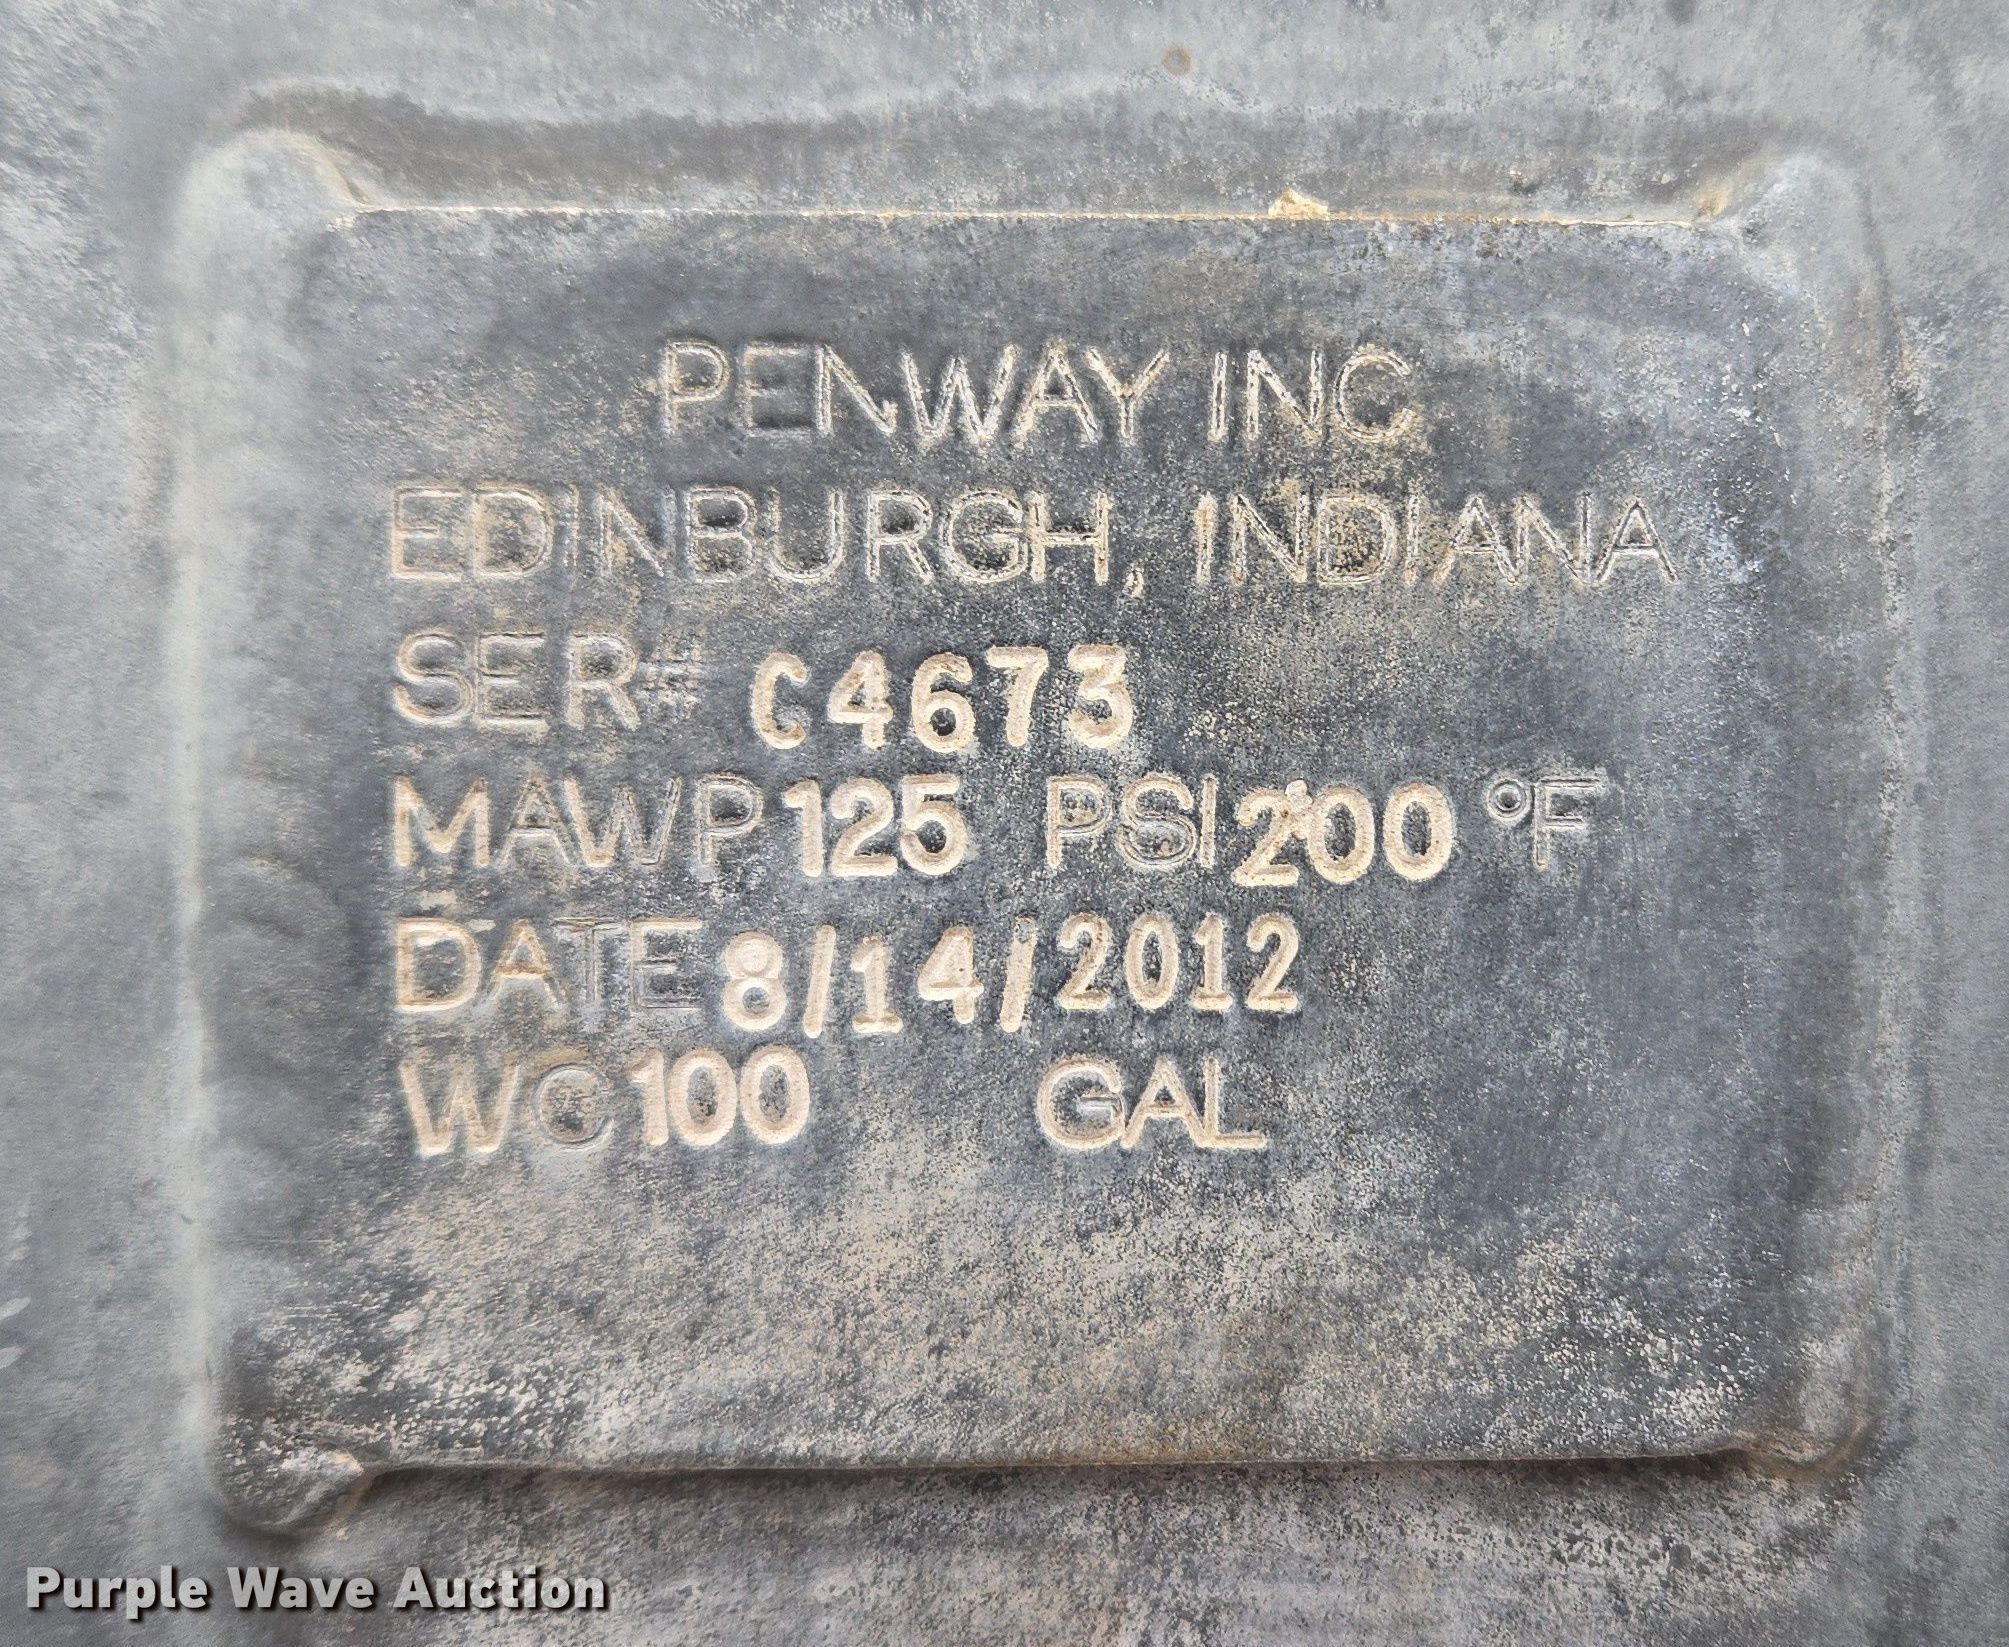 PENWAY INC
EDINBURGH, INDIANA
SER# C4673
MAWP 125 PSI 200 °F
DATE 8/14/2012
WC 100 GAL
Purple Wave Auction